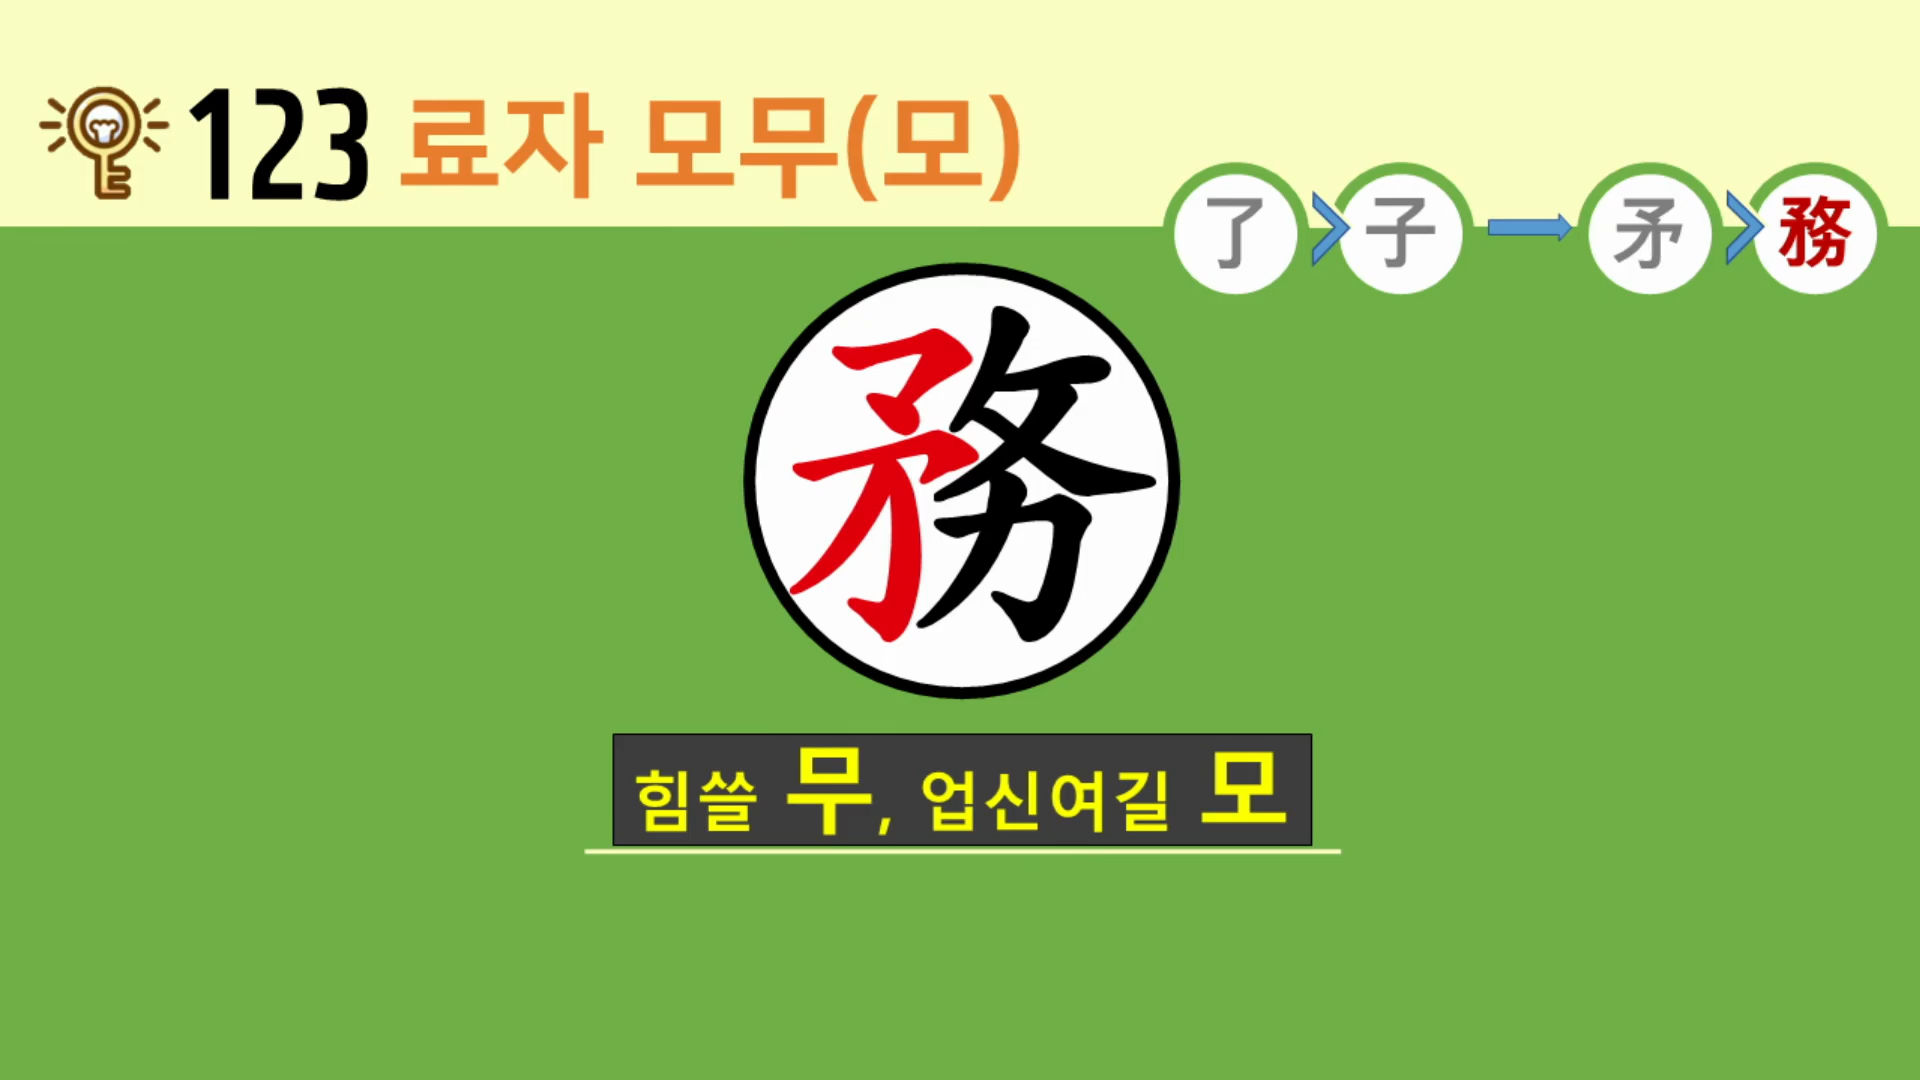 123 료자 모무(모)
了 子 矛 務
務
힘쓸 무, 업신여길 모